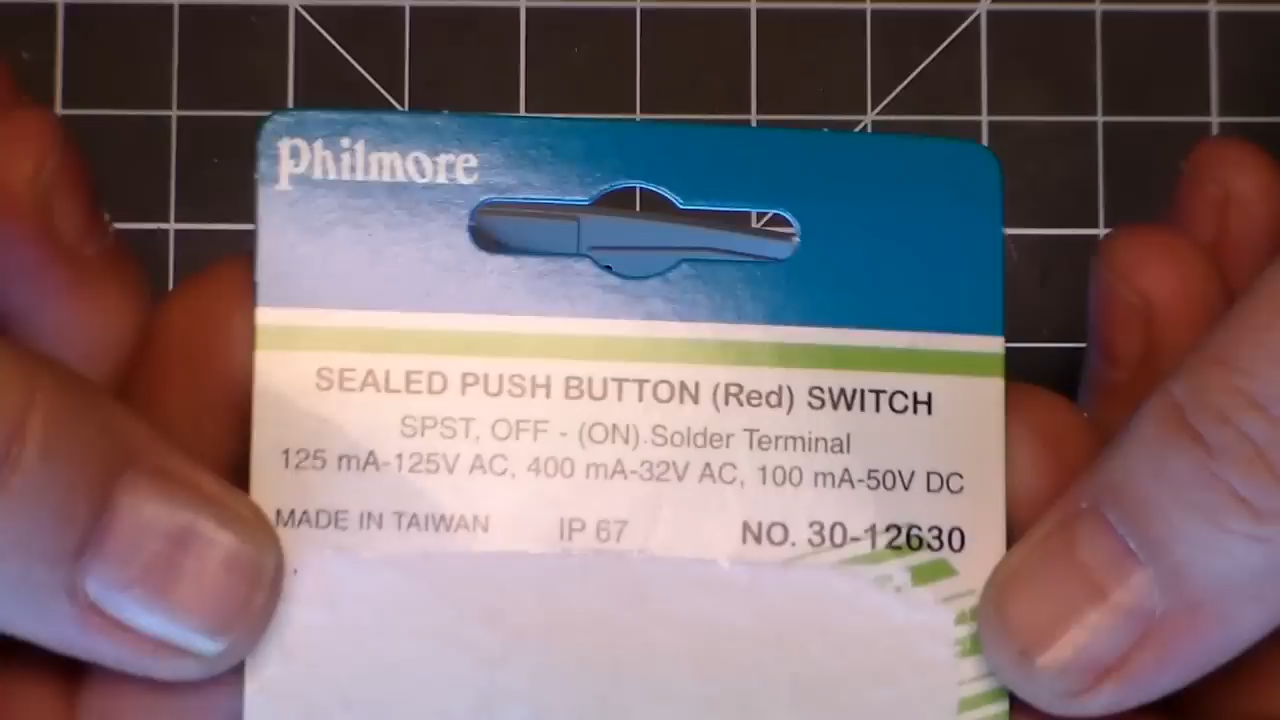 Philmore
SEALED PUSH BUTTON (Red) SWITCH
SPST, OFF - (ON) Solder Terminal
125 mA-125V AC, 400 mA-32V AC, 100 mA-50V DC
MADE IN TAIWAN IP 67 NO. 30-12630